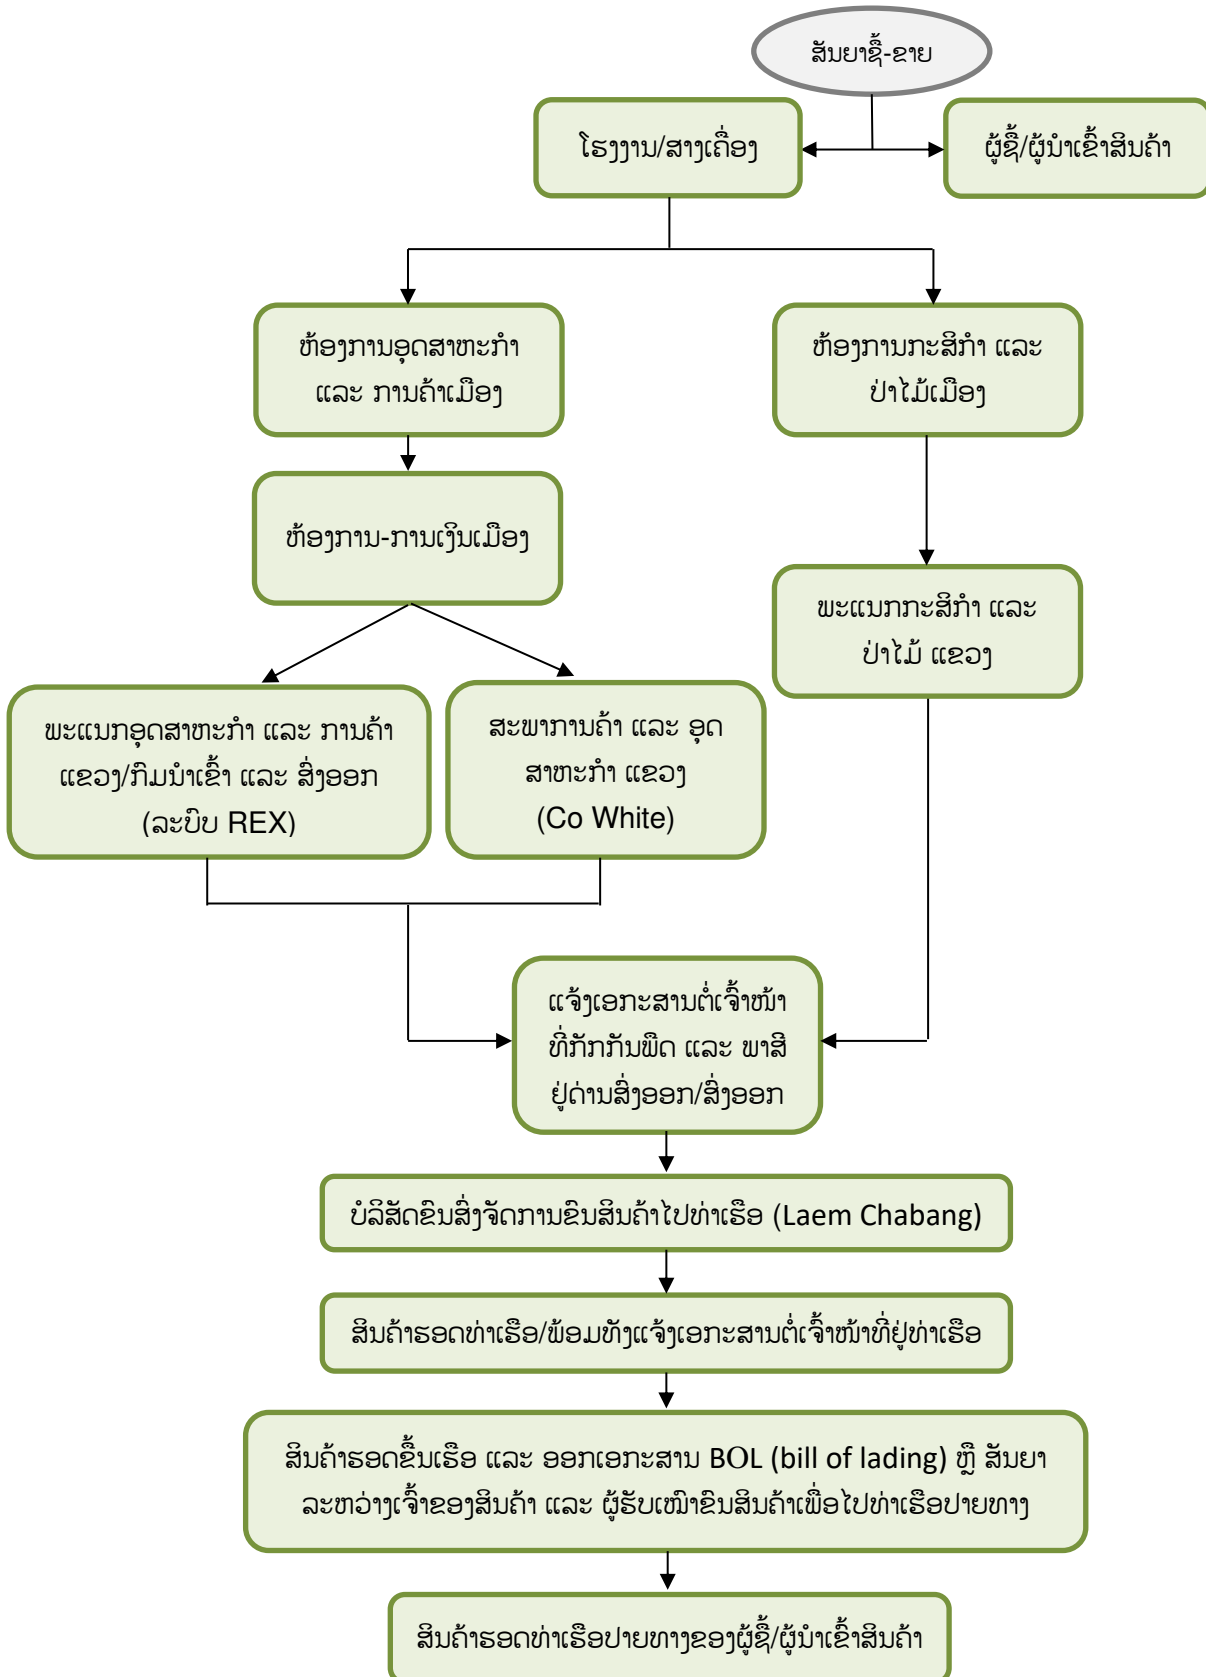 ສັນຍາຊື້-ຂາຍ
ໂຮງງານ/ສາງເຄື່ອງ
ຜູ້ຊື້/ຜູ້ນຳເຂົ້າສິນຄ້າ
ຫ້ອງການອຸດສາຫະກຳ
ແລະ ການຄ້າເມືອງ
ຫ້ອງການກະສິກຳ ແລະ
ປ່າໄມ້ເມືອງ
ຫ້ອງການ-ການເງິນເມືອງ
ພະແນກກະສິກຳ ແລະ
ປ່າໄມ້ ແຂວງ
ພະແນກອຸດສາຫະກຳ ແລະ ການຄ້າ
ແຂວງ/ກົມນຳເຂົ້າ ແລະ ສົ່ງອອກ
(ລະບົບ REX)
ສະພາການຄ້າ ແລະ ອຸດ
ສາຫະກຳ ແຂວງ
(Co White)
ແຈ້ງເອກະສານຕໍ່ເຈົ້າໜ້າ
ທີ່ກັກກັນພືດ ແລະ ພາສີ
ຢູ່ດ່ານສົ່ງອອກ/ສົ່ງອອກ
ບໍລິສັດຂົນສົ່ງຈັດການຂົນສິນຄ້າໄປທ່າເຮືອ (Laem Chabang)
ສິນຄ້າຮອດທ່າເຮືອ/ພ້ອມທັງແຈ້ງເອກະສານຕໍ່ເຈົ້າໜ້າທີ່ຢູ່ທ່າເຮືອ
ສິນຄ້າຮອດຂື້ນເຮືອ ແລະ ອອກເອກະສານ BOL (bill of lading) ຫຼື ສັນຍາ
ລະຫວ່າງເຈົ້າຂອງສິນຄ້າ ແລະ ຜູ້ຮັບເໝົາຂົນສິນຄ້າເພື່ອໄປທ່າເຮືອປາຍທາງ
ສິນຄ້າຮອດທ່າເຮືອປາຍທາງຂອງຜູ້ຊື້/ຜູ້ນຳເຂົ້າສິນຄ້າ